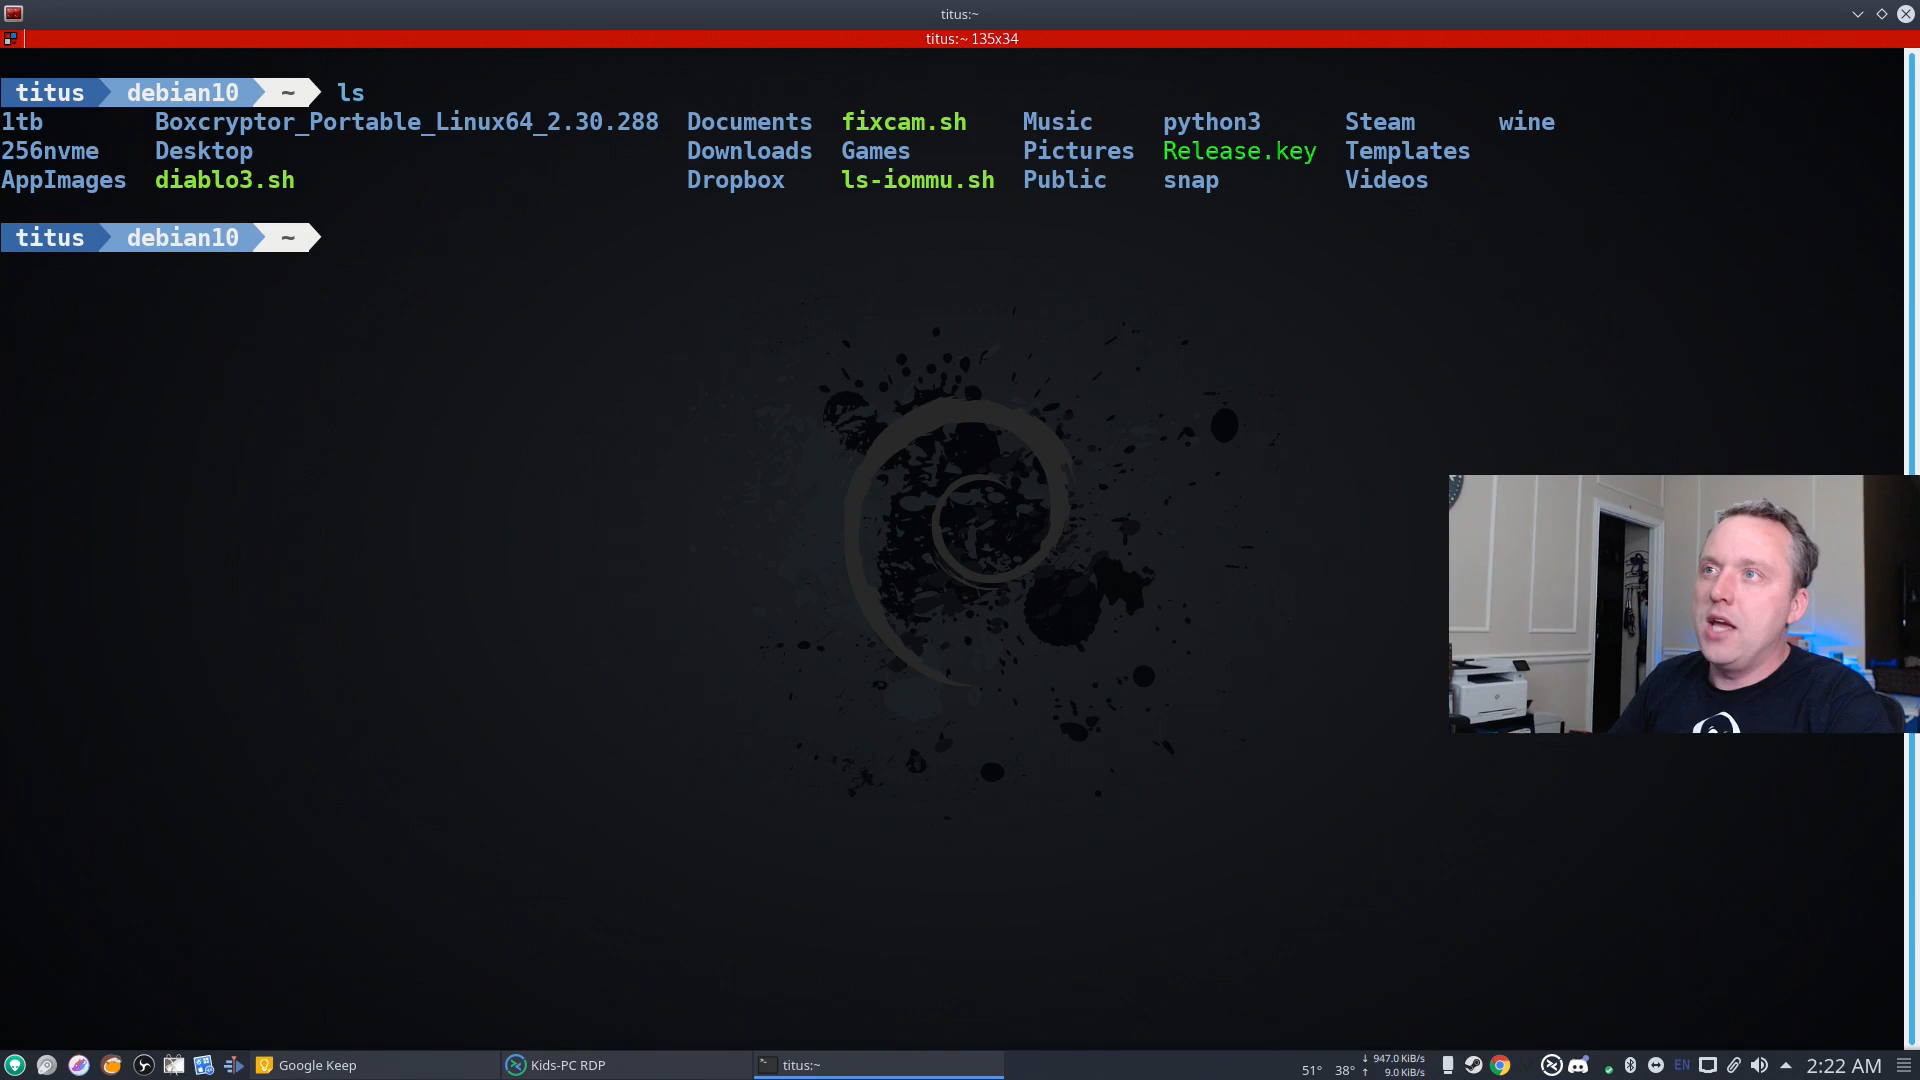 titus:~
titus:~ 135x34
titus debian10 ~ ls
1tb Boxcryptor_Portable_Linux64_2.30.288 Documents fixcam.sh Music python3 Steam wine
256nvme Desktop Downloads Games Pictures Release.key Templates
AppImages diablo3.sh Dropbox ls-iommu.sh Public snap Videos
titus debian10 ~
Google Keep
Kids-PC RDP
titus:~
51° 38°
↓ 947.0 KiB/s
↑ 9.0 KiB/s
EN
2:22 AM